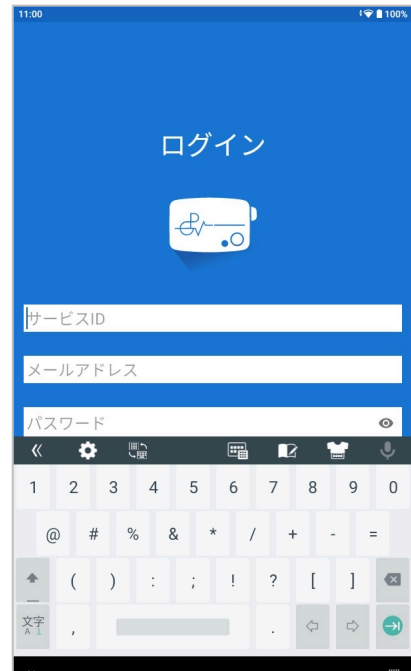 11:00 100%
ログイン
サービスID
メールアドレス
パスワード
1 2 3 4 5 6 7 8 9 0
@ # % & * / + - =
( ) : ; ! ? [ ]
文字
A 1 , .